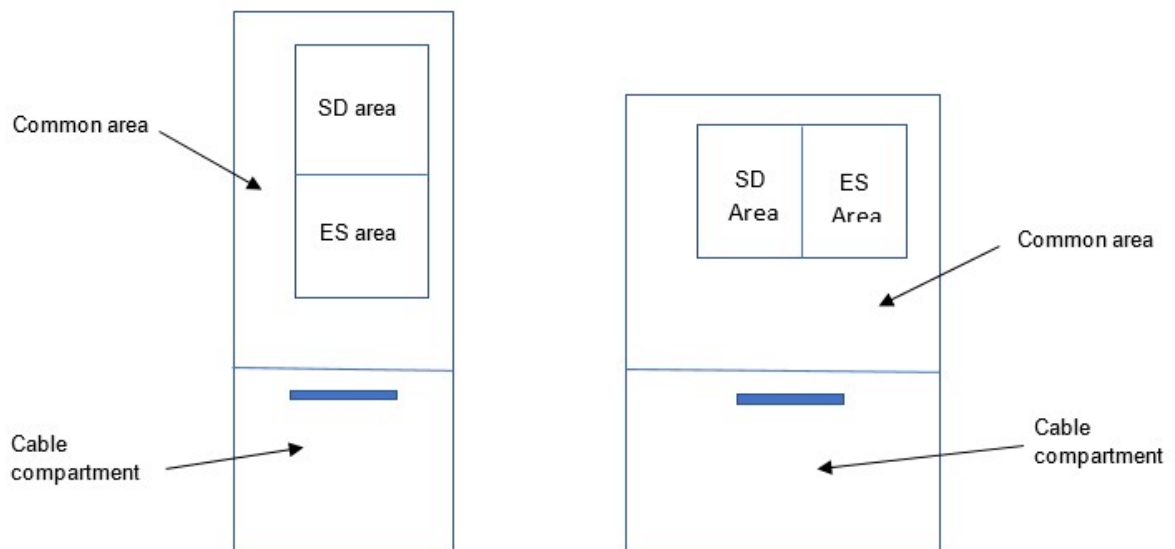 Common area
SD area
ES area
Cable
compartment
SD
Area
ES
Area
Common area
Cable
compartment